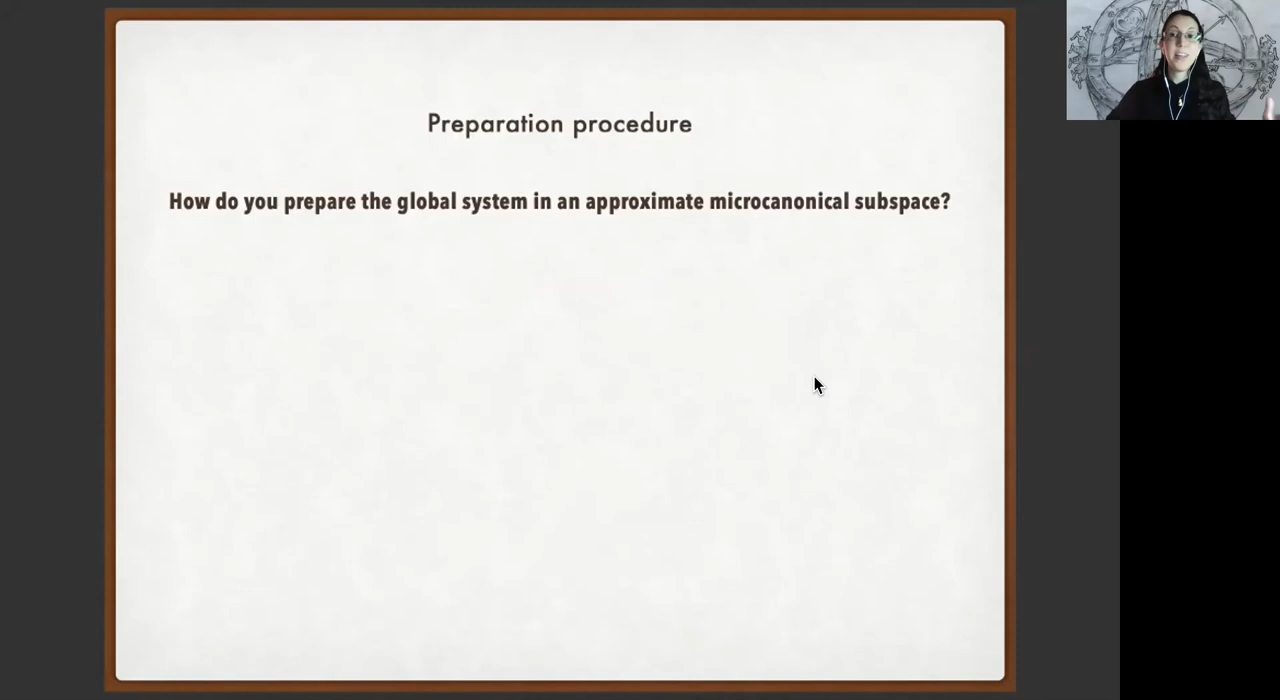 Preparation procedure
How do you prepare the global system in an approximate microcanonical subspace?